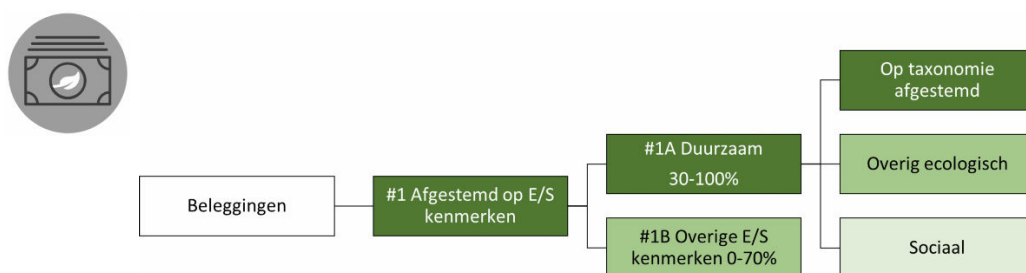 Beleggingen
#1 Afgestemd op E/S
kenmerken
#1A Duurzaam
30-100%
#1B Overige E/S
kenmerken 0-70%
Op taxonomie
afgestemd
Overig ecologisch
Sociaal